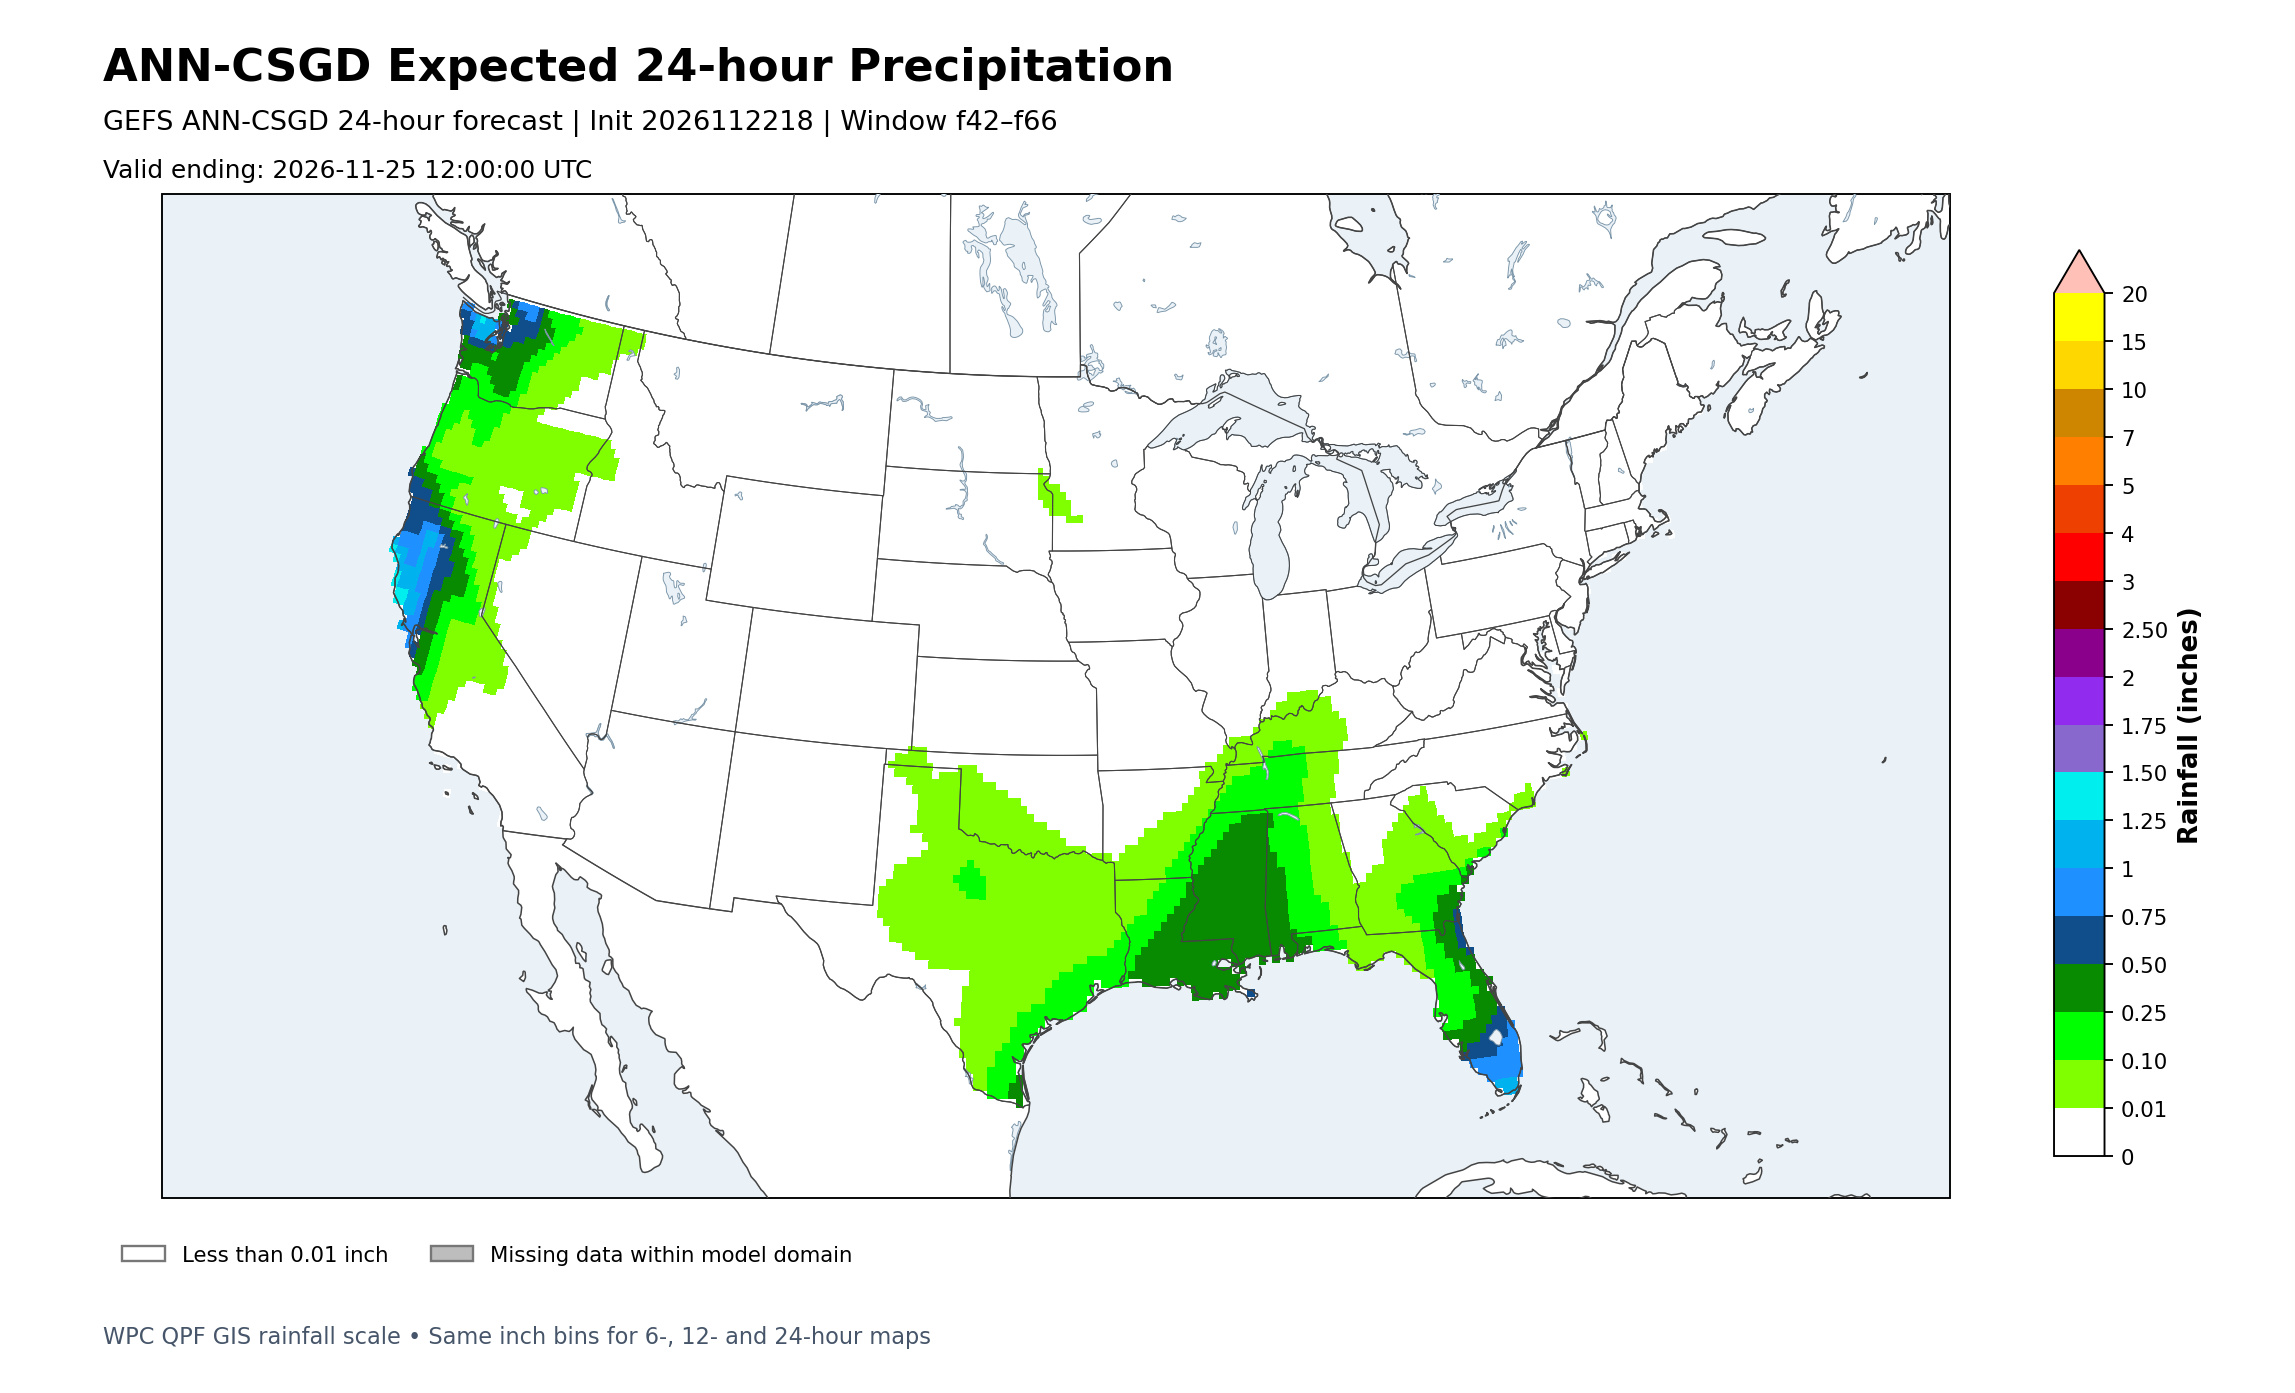 ANN-CSGD Expected 24-hour Precipitation
GEFS ANN-CSGD 24-hour forecast | Init 2026112218 | Window f42–f66
Valid ending: 2026-11-25 12:00:00 UTC
20
15
10
7
5
4
3
2.50
2
1.75
1.50
1.25
1
0.75
0.50
0.25
0.10
0.01
0
Rainfall (inches)
Less than 0.01 inch
Missing data within model domain
WPC QPF GIS rainfall scale • Same inch bins for 6-, 12- and 24-hour maps